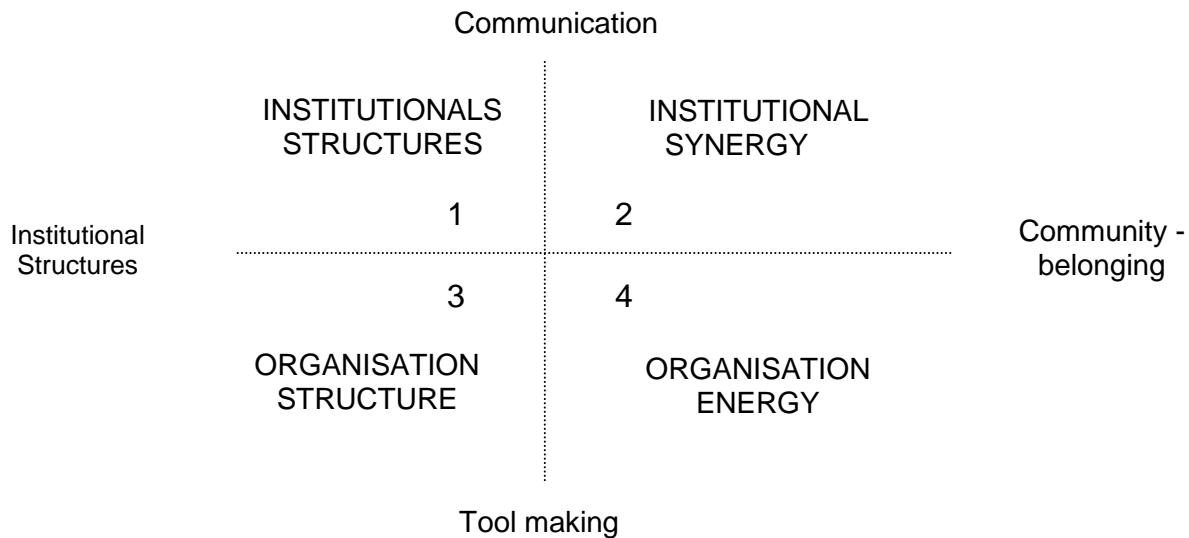 Communication
INSTITUTIONALS
STRUCTURES
INSTITUTIONAL
SYNERGY
1
2
Institutional
Structures
Community -
belonging
3
4
ORGANISATION
STRUCTURE
ORGANISATION
ENERGY
Tool making